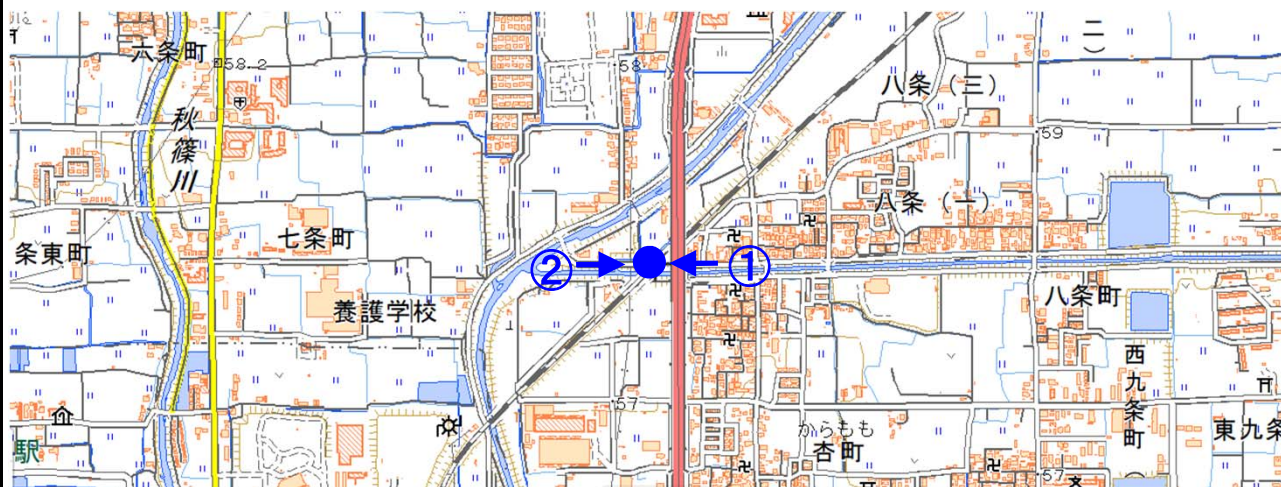 六条町
58.2
秋篠川
58
二)
八条(三)
59
八条(一)
条東町
七条町
②
①
養護学校
八条町
西九条町
57
からもも
杏町
東九条
駅
57